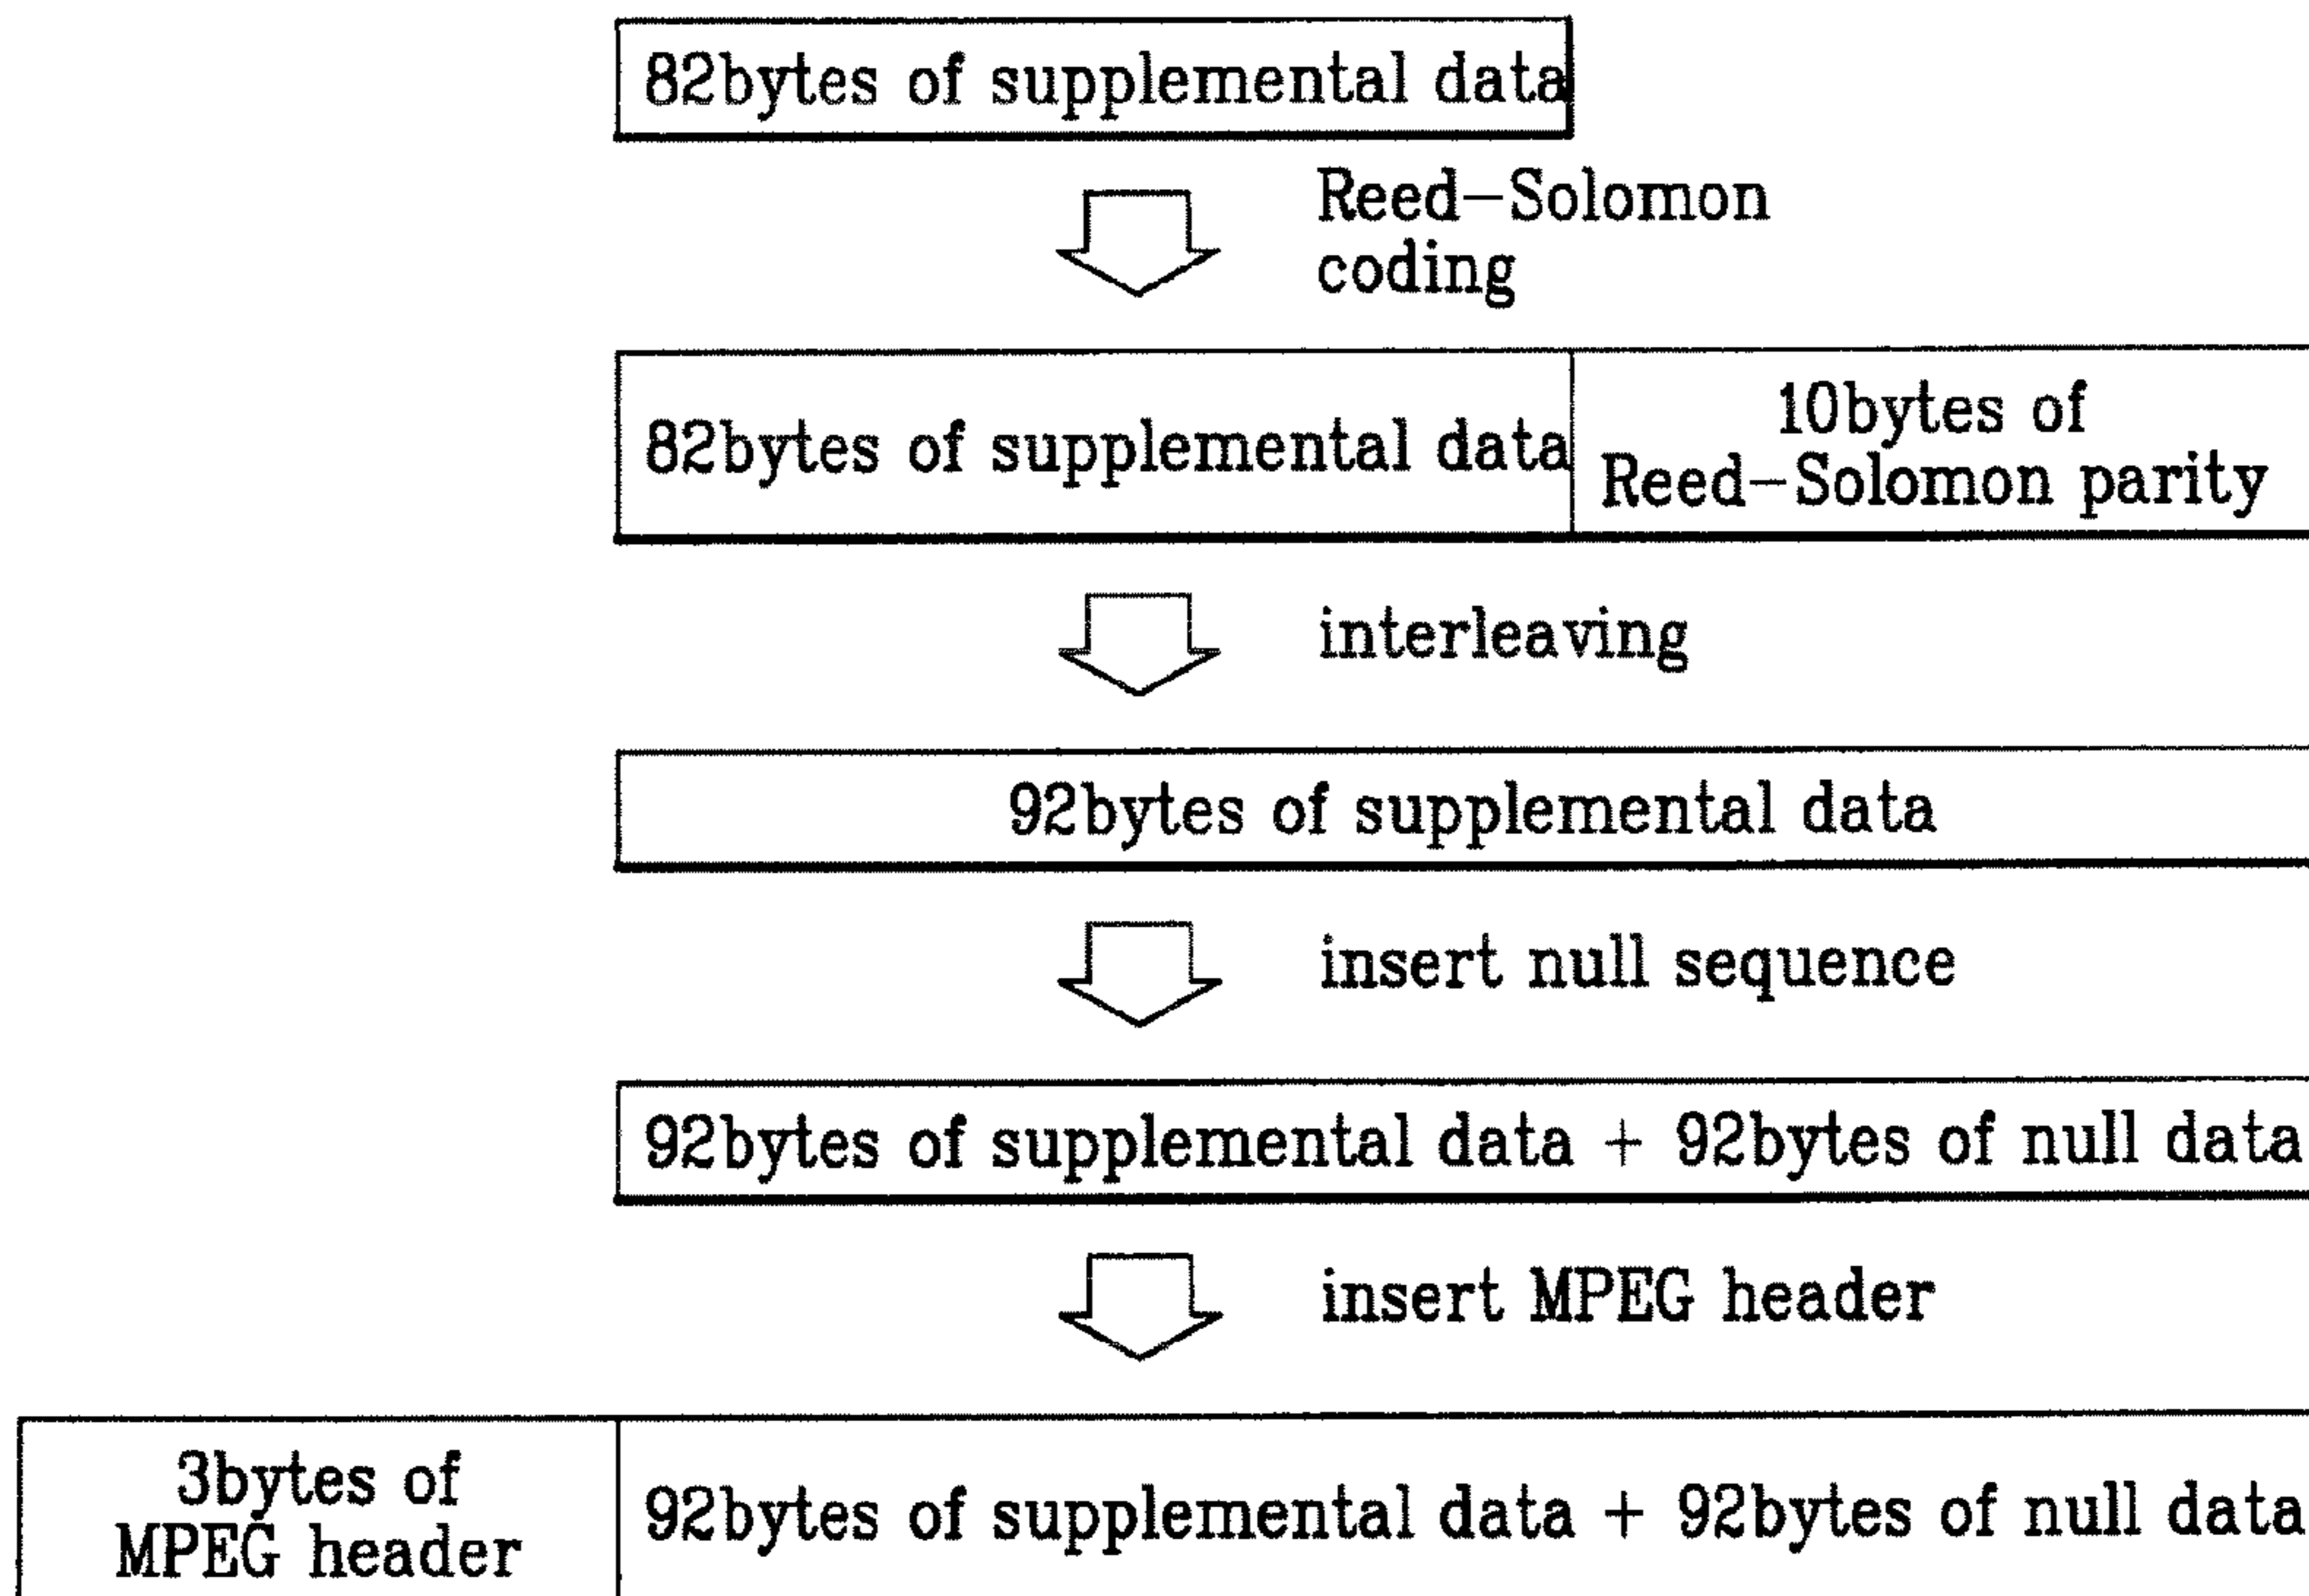 82bytes of supplemental data
Reed-Solomon
coding
82bytes of supplemental data
10bytes of
Reed-Solomon parity
interleaving
92bytes of supplemental data
insert null sequence
92bytes of supplemental data + 92bytes of null data
insert MPEG header
3bytes of
MPEG header
92bytes of supplemental data + 92bytes of null data